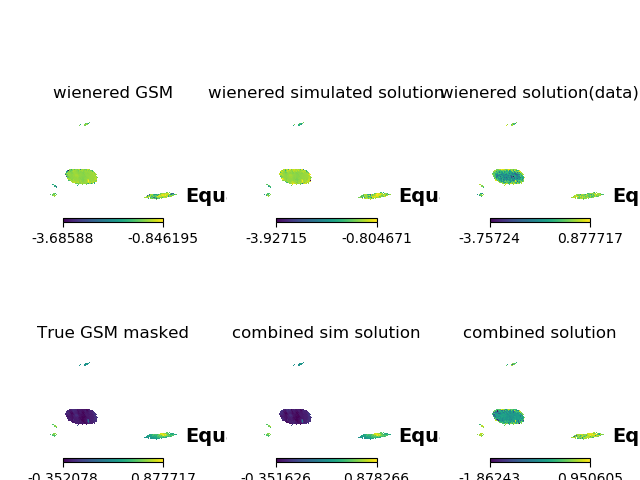 wienered GSM wienered simulated solution wienered solution(data)
Equ Equ Eq
-3.68588 -0.846195 -3.92715 -0.804671 -3.75724 0.877717
True GSM masked combined sim solution combined solution
Equ Equ Eq
-0.352078 0.877717 -0.351626 0.878266 -1.86243 0.950605